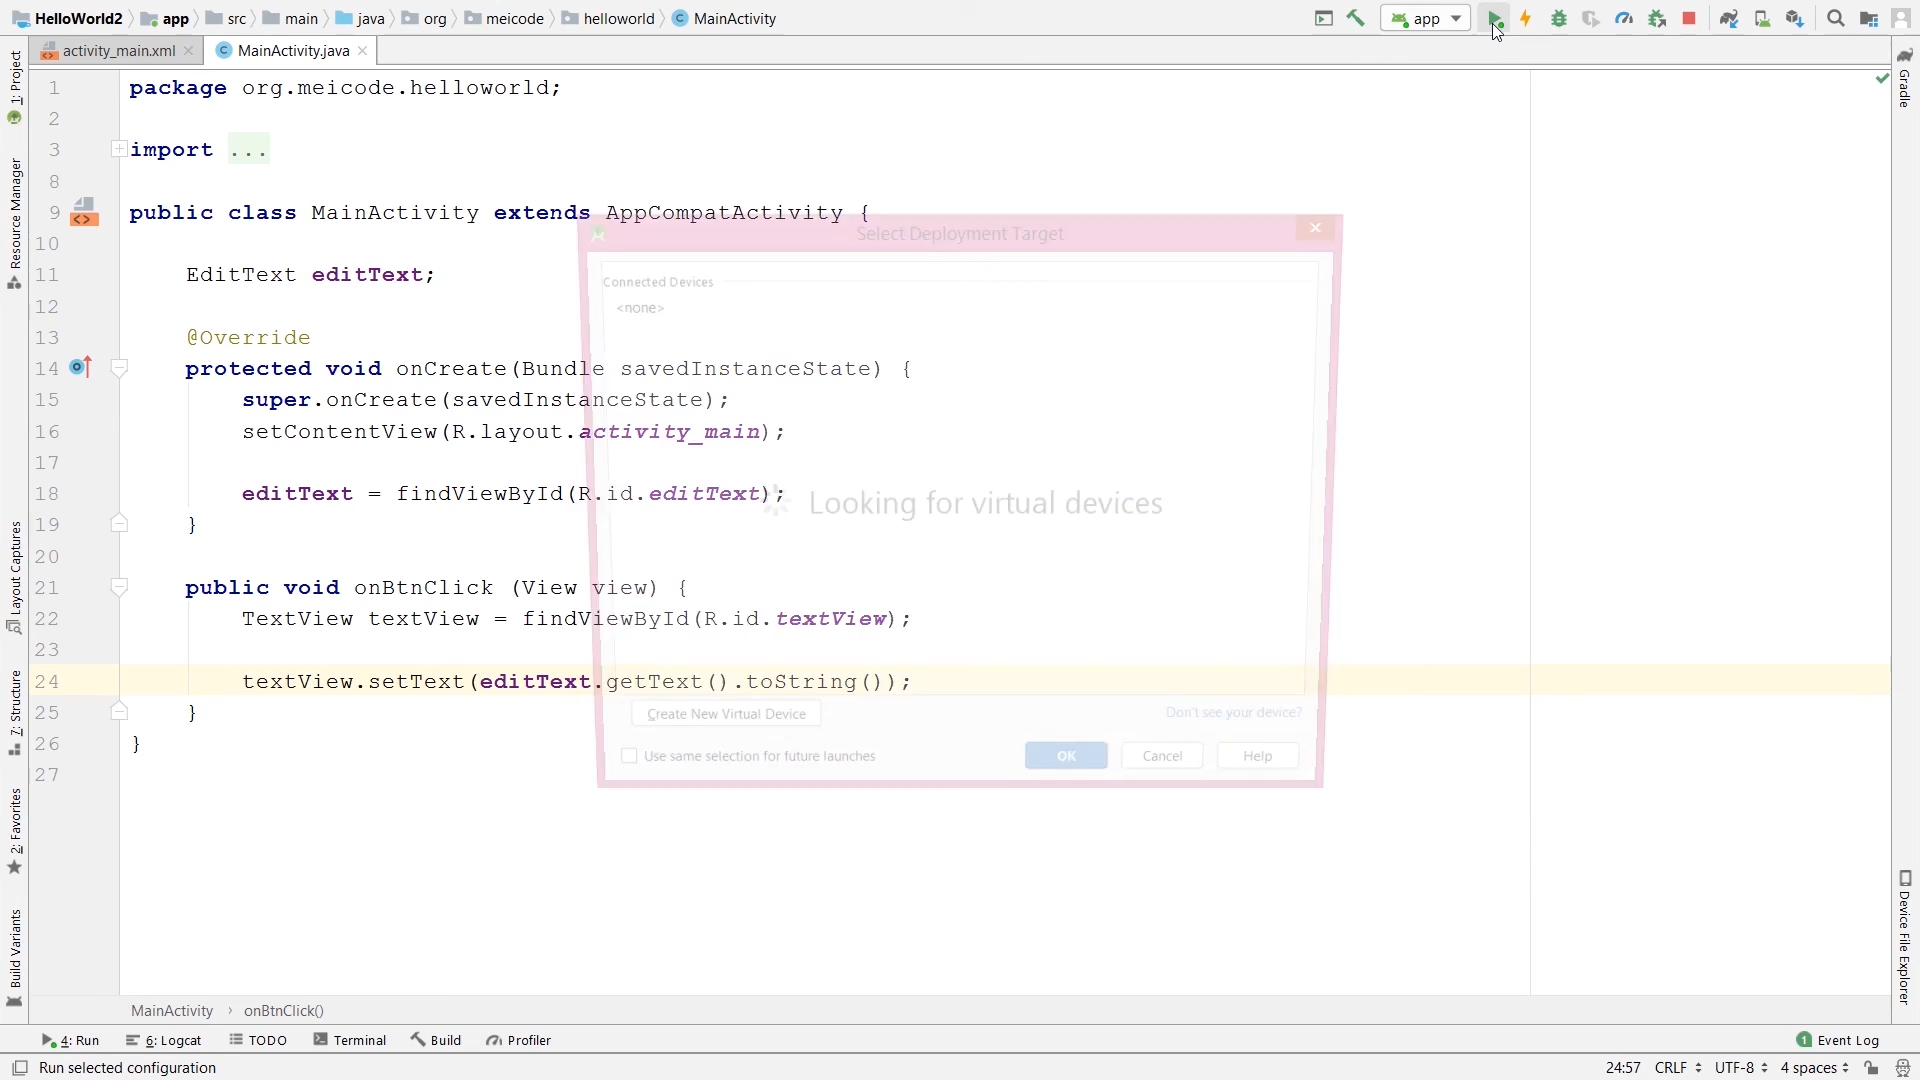 HelloWorld2 app src main java org meicode helloworld MainActivity app
activity_main.xml MainActivity.java
1: Project
Resource Manager
Layout Captures
7: Structure
2: Favorites
Build Variants
1 package org.meicode.helloworld;
2
3 import ...
8
9 public class MainActivity extends AppCompatActivity {
10
11 EditText editText;
12
13 @Override
14 protected void onCreate(Bundle savedInstanceState) {
15 super.onCreate(savedInstanceState);
16 setContentView(R.layout.activity_main);
17
18 editText = findViewById(R.id.editText);
19 }
20
21 public void onBtnClick (View view) {
22 TextView textView = findViewById(R.id.textView);
23
24 textView.setText(editText.getText().toString());
25 }
26 }
27
Select Deployment Target
Connected Devices
<none>
Looking for virtual devices
Create New Virtual Device Don't see your device?
Use same selection for future launches OK Cancel Help
Gradle
Device File Explorer
MainActivity › onBtnClick()
4: Run 6: Logcat TODO Terminal Build Profiler 1 Event Log
Run selected configuration 24:57 CRLF UTF-8 4 spaces